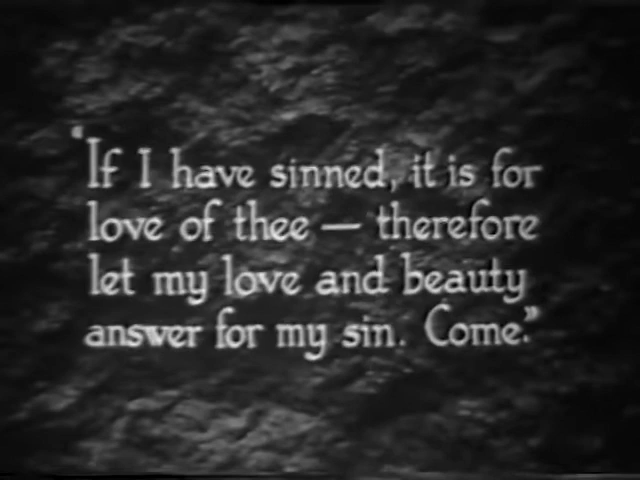 "If I have sinned, it is for
love of thee — therefore
let my love and beauty
answer for my sin. Come."